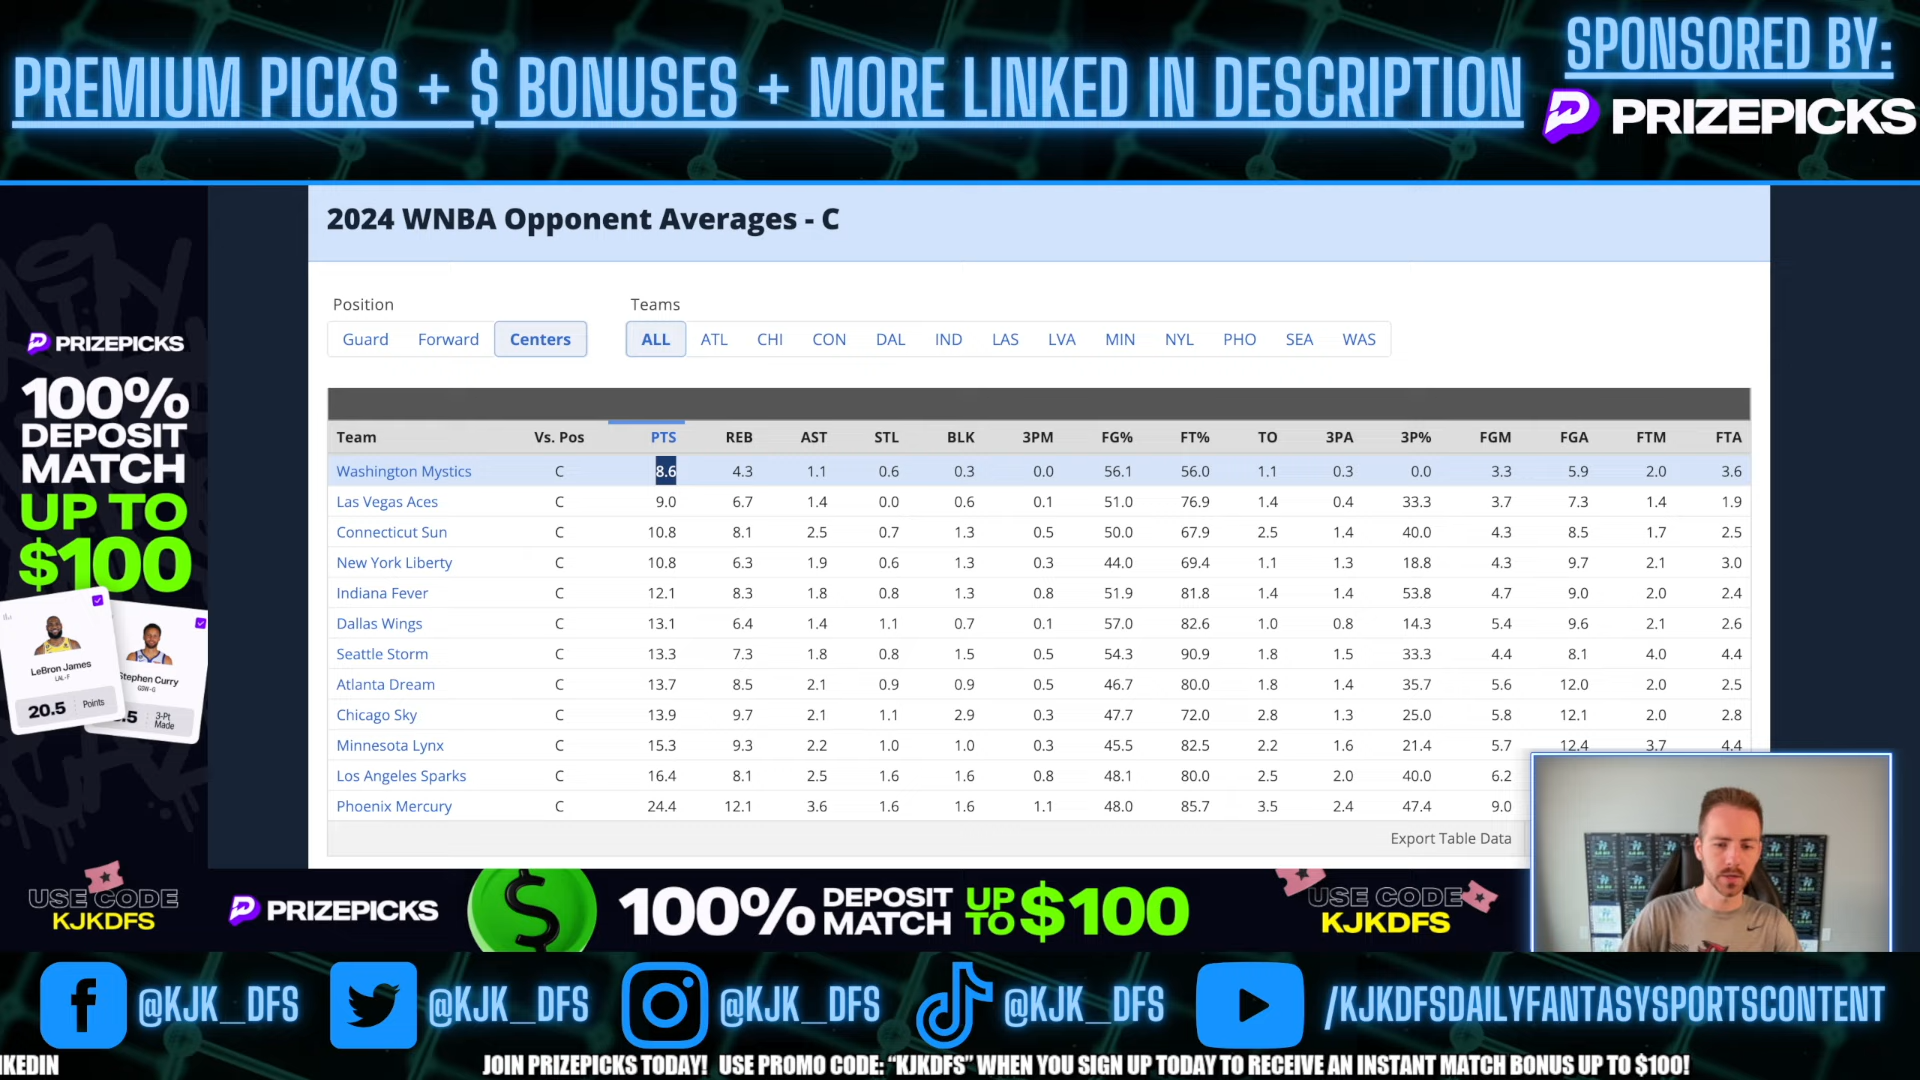 PREMIUM PICKS + $ BONUSES + MORE LINKED IN DESCRIPTION
SPONSORED BY:
PRIZEPICKS
2024 WNBA Opponent Averages - C
Position
Teams
Guard Forward Centers
ALL ATL CHI CON DAL IND LAS LVA MIN NYL PHO SEA WAS
Team Vs. Pos PTS REB AST STL BLK 3PM FG% FT% TO 3PA 3P% FGM FGA FTM FTA
Washington Mystics C 8.6 4.3 1.1 0.6 0.3 0.0 56.1 56.0 1.1 0.3 0.0 3.3 5.9 2.0 3.6
Las Vegas Aces C 9.0 6.7 1.4 0.0 0.6 0.1 51.0 76.9 1.4 0.4 33.3 3.7 7.3 1.4 1.9
Connecticut Sun C 10.8 8.1 2.5 0.7 1.3 0.5 50.0 67.9 2.5 1.4 40.0 4.3 8.5 1.7 2.5
New York Liberty C 10.8 6.3 1.9 0.6 1.3 0.3 44.0 69.4 1.1 1.3 18.8 4.3 9.7 2.1 3.0
Indiana Fever C 12.1 8.3 1.8 0.8 1.3 0.8 51.9 81.8 1.4 1.4 53.8 4.7 9.0 2.0 2.4
Dallas Wings C 13.1 6.4 1.4 1.1 0.7 0.1 57.0 82.6 1.0 0.8 14.3 5.4 9.6 2.1 2.6
Seattle Storm C 13.3 7.3 1.8 0.8 1.5 0.5 54.3 90.9 1.8 1.5 33.3 4.4 8.1 4.0 4.4
Atlanta Dream C 13.7 8.5 2.1 0.9 0.9 0.5 46.7 80.0 1.8 1.4 35.7 5.6 12.0 2.0 2.5
Chicago Sky C 13.9 9.7 2.1 1.1 2.9 0.3 47.7 72.0 2.8 1.3 25.0 5.8 12.1 2.0 2.8
Minnesota Lynx C 15.3 9.3 2.2 1.0 1.0 0.3 45.5 82.5 2.2 1.6 21.4 5.7 12.4 3.7 4.4
Los Angeles Sparks C 16.4 8.1 2.5 1.6 1.6 0.8 48.1 80.0 2.5 2.0 40.0 6.2
Phoenix Mercury C 24.4 12.1 3.6 1.6 1.6 1.1 48.0 85.7 3.5 2.4 47.4 9.0
Export Table Data
PRIZEPICKS
100%
DEPOSIT
MATCH
UP TO
$100
LeBron James
LAL-F
20.5 Points
Stephen Curry
GSW-G
.5 3-Pt
Made
USE CODE
KJKDFS
PRIZEPICKS
100% DEPOSIT MATCH UP TO $100
USE CODE
KJKDFS
@KJK_DFS @KJK_DFS @KJK_DFS @KJK_DFS /KJKDFSDAILYFANTASYSPORTSCONTENT
NKEDIN JOIN PRIZEPICKS TODAY! USE PROMO CODE: “KJKDFS” WHEN YOU SIGN UP TODAY TO RECEIVE AN INSTANT MATCH BONUS UP TO $100!